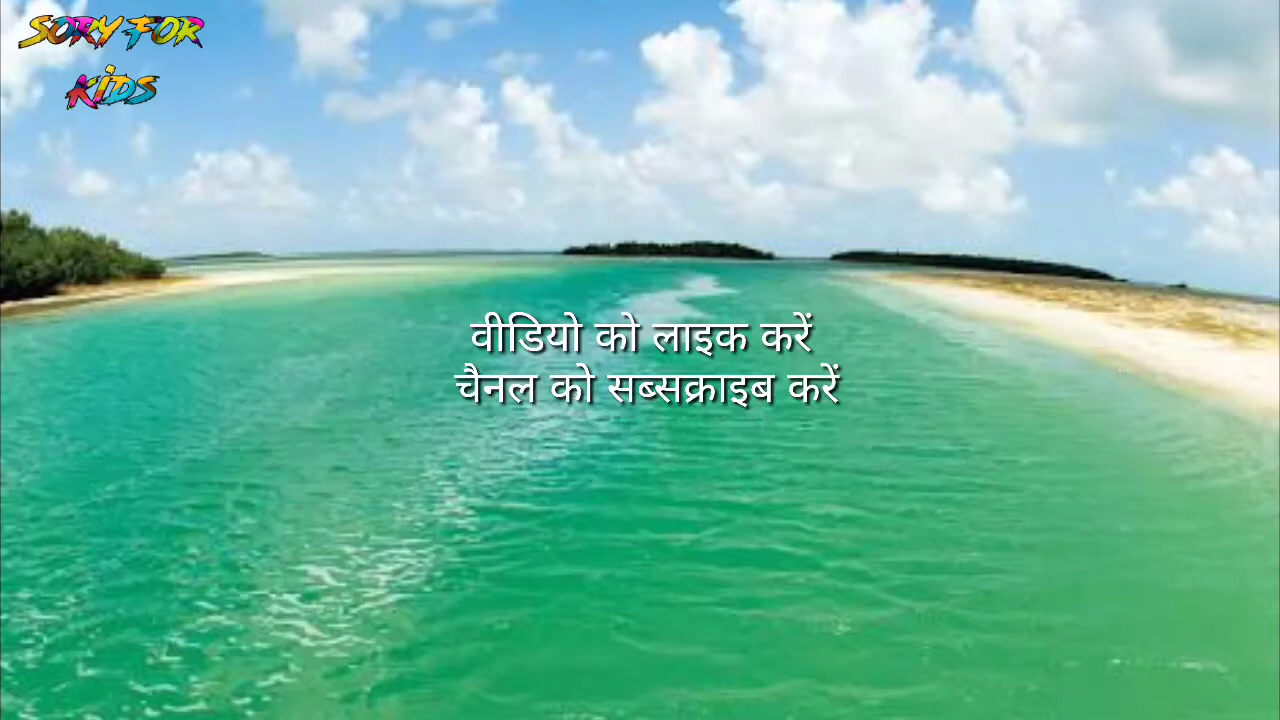 SORY FOR
KIDS
वीडियो को लाइक करें
चैनल को सब्सक्राइब करें